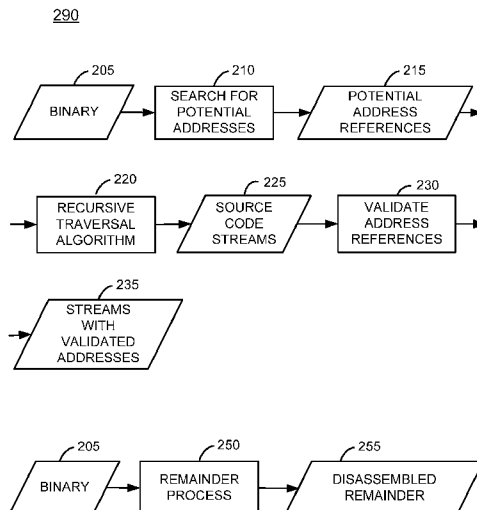 290
205
210
215
BINARY
SEARCH FOR
POTENTIAL
ADDRESSES
POTENTIAL
ADDRESS
REFERENCES
220
225
230
RECURSIVE
TRAVERSAL
ALGORITHM
SOURCE
CODE
STREAMS
VALIDATE
ADDRESS
REFERENCES
235
STREAMS
WITH
VALIDATED
ADDRESSES
205
250
255
BINARY
REMAINDER
PROCESS
DISASSEMBLED
REMAINDER